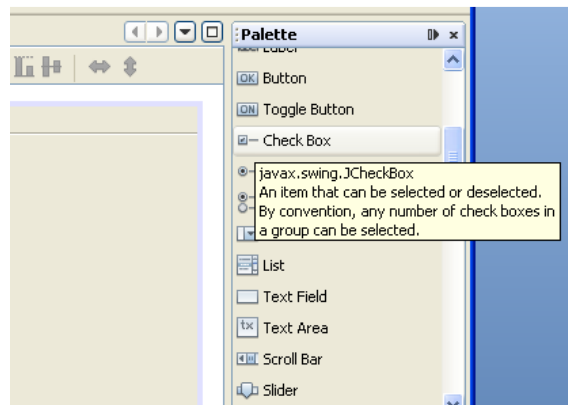 Palette
Label
OK Button
ON Toggle Button
Check Box
javax.swing.JCheckBox
An item that can be selected or deselected.
By convention, any number of check boxes in
a group can be selected.
List
Text Field
tx Text Area
Scroll Bar
Slider